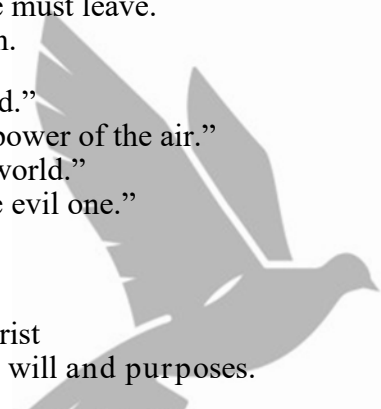 e must leave.
n.
d.”
power of the air.”
world.”
e evil one.”
rist
will and purposes.